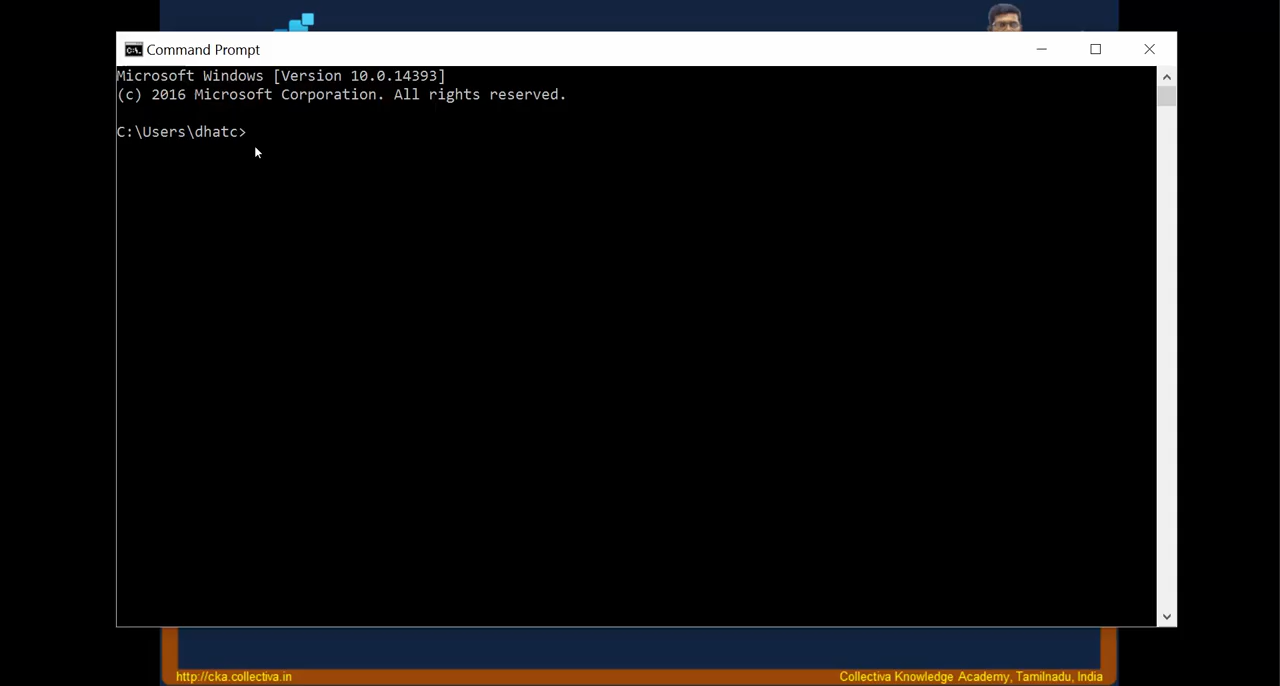 Command Prompt
Microsoft Windows [Version 10.0.14393]
(c) 2016 Microsoft Corporation. All rights reserved.
C:\Users\dhatc>
http://cka.collectiva.in
Collectiva Knowledge Academy, Tamilnadu, India